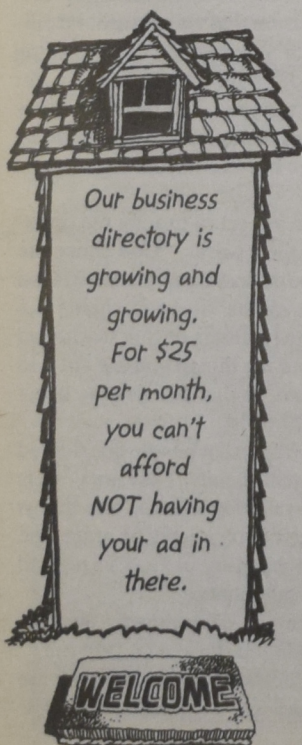 Our business
directory is
growing and
growing.
For $25
per month,
you can't
afford
NOT having
your ad in
there.
WELCOME